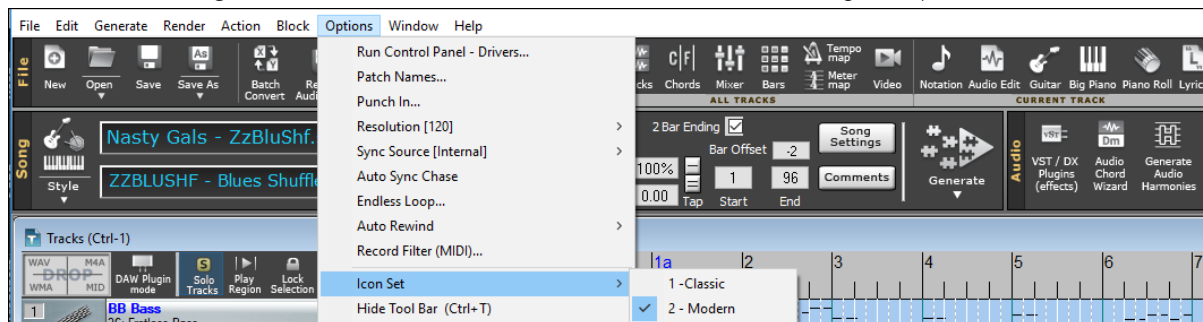 File Edit Generate Render Action Block Options Window Help
File
New
Open
Save
Save As
As
Batch
Convert
Run Control Panel - Drivers...
Patch Names...
Punch In...
Resolution [120]
Sync Source [Internal]
Auto Sync Chase
Endless Loop...
Auto Rewind
Record Filter (MIDI)...
Icon Set
Hide Tool Bar (Ctrl+T)
Chords
Mixer
Bars
Tempo
map
Meter
map
Video
ALL TRACKS
Notation Audio Edit Guitar Big Piano Piano Roll
CURRENT TRACK
Song
Style
Nasty Gals - ZzBluShf.
ZZBLUSHF - Blues Shuffle
2 Bar Ending
Bar Offset -2
100%
0.00 Tap
1
Start
96
End
Song
Settings
Comments
Generate
Audio
VST
VST / DX
Plugins
(effects)
Dm
Audio
Chord
Wizard
Generate
Audio
Harmonies
Tracks (Ctrl-1)
WAV M4A
DROP
WMA MID
DAW Plugin
mode
S
Solo
Tracks
Play
Region
Lock
Selection
1a 2 3 4 5 6 7
1 -Classic
2 - Modern
1 BB Bass